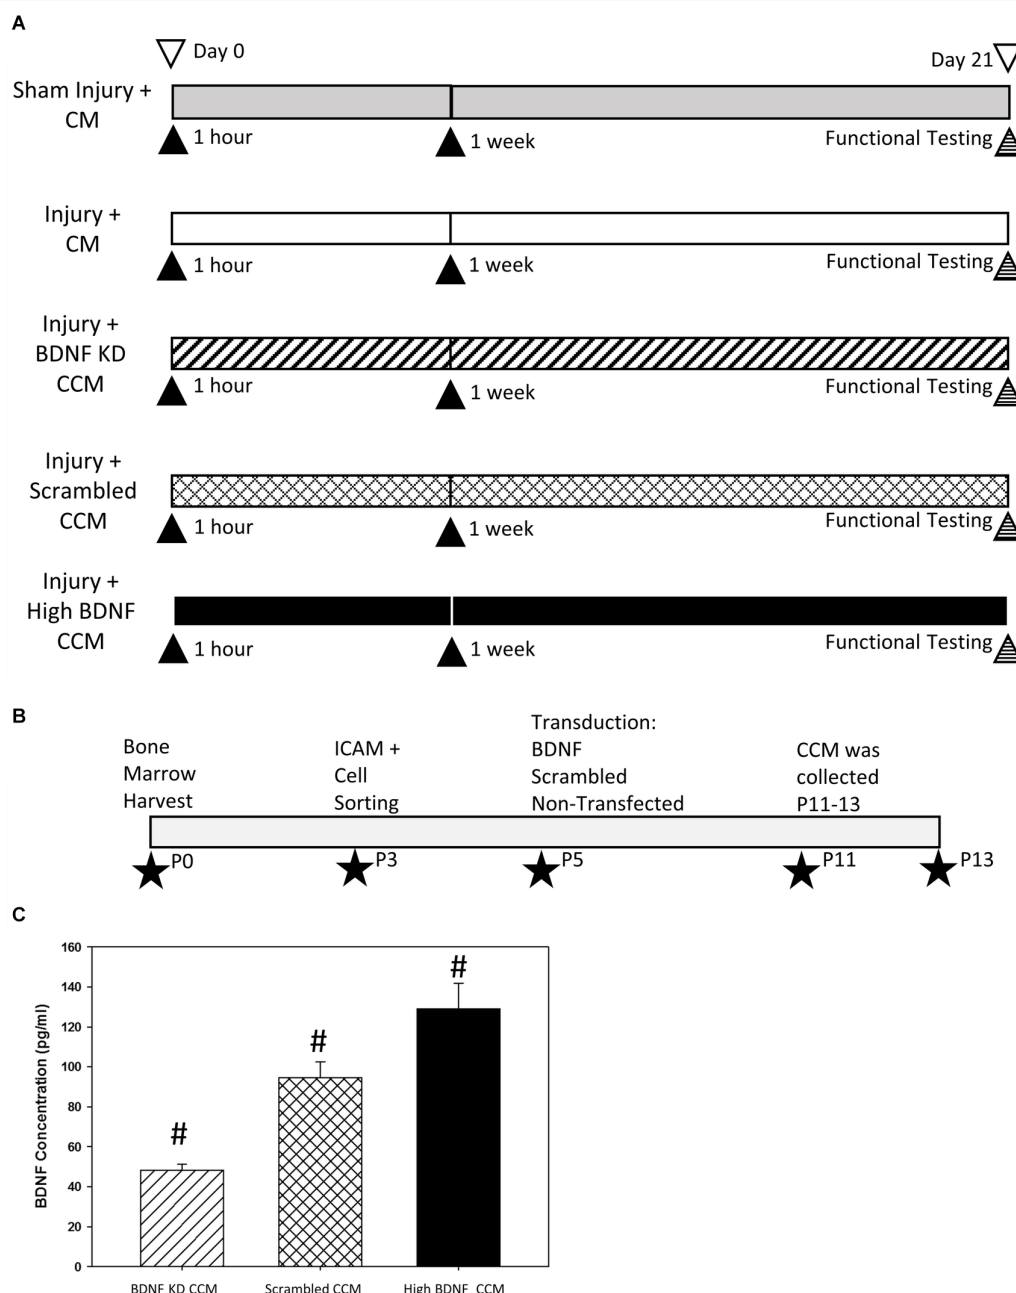 A
Day 0
Day 21
Sham Injury +
CM
1 hour
1 week
Functional Testing
Injury +
CM
1 hour
1 week
Functional Testing
Injury +
BDNF KD
CCM
1 hour
1 week
Functional Testing
Injury +
Scrambled
CCM
1 hour
1 week
Functional Testing
Injury +
High BDNF
CCM
1 hour
1 week
Functional Testing
B
Bone
Marrow
Harvest
ICAM +
Cell
Sorting
Transduction:
BDNF
Scrambled
Non-Transfected
CCM was
collected
P11-13
P0
P3
P5
P11
P13
C
BDNF Concentration (pg/ml)
160
140
120
100
80
60
40
20
0
#
#
#
BDNF KD CCM
Scrambled CCM
High BDNF CCM